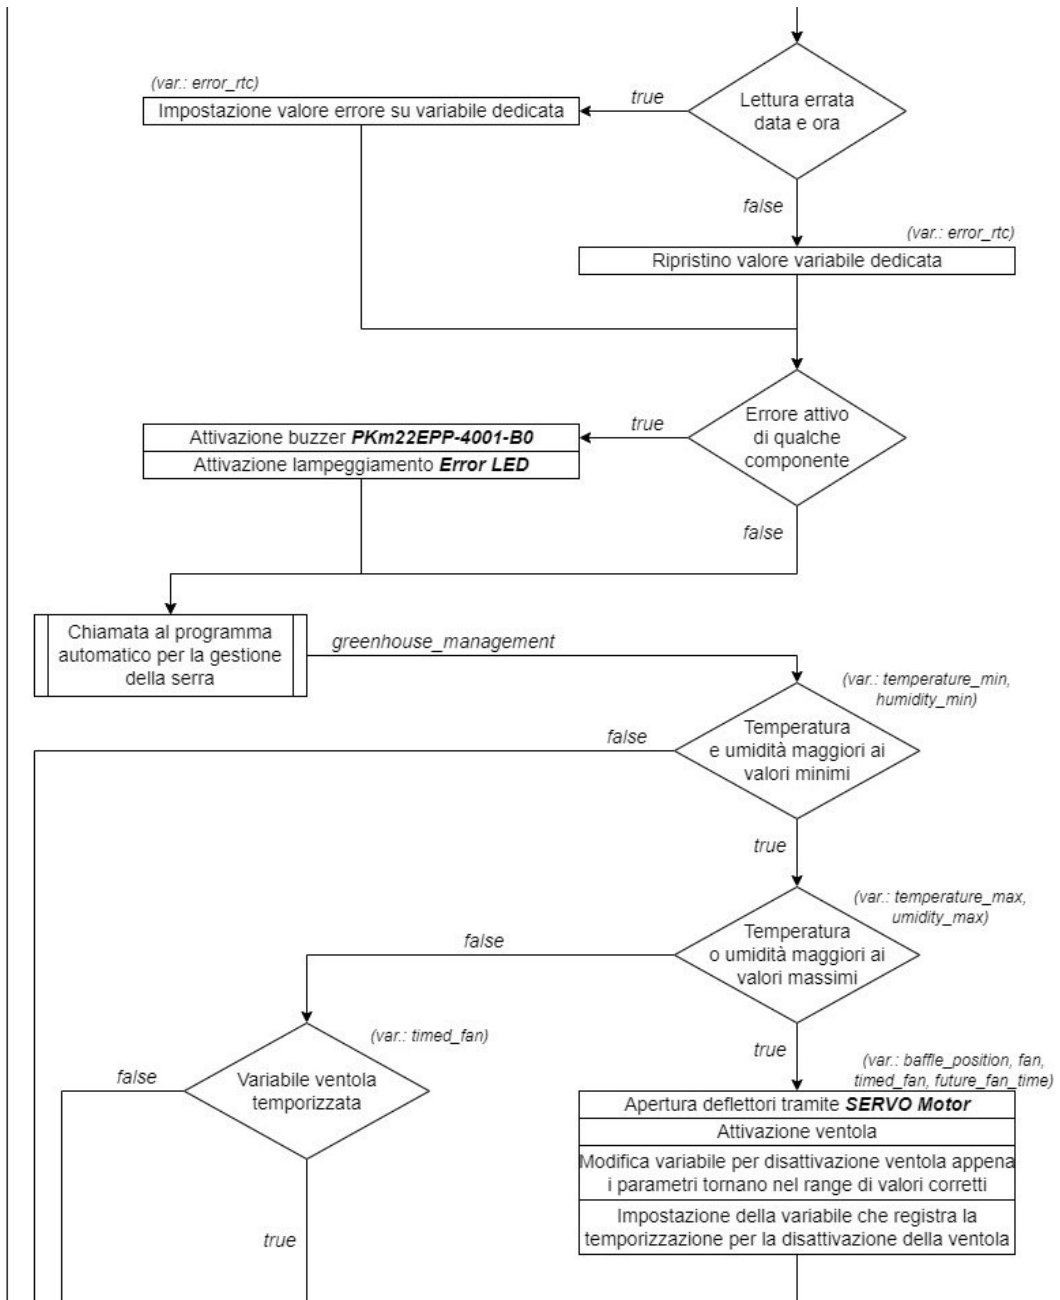 Lettura errata
data e ora
true
(var.: error_rtc)
Impostazione valore errore su variabile dedicata
false
(var.: error_rtc)
Ripristino valore variabile dedicata
Errore attivo
di qualche
componente
true
Attivazione buzzer PKm22EPP-4001-B0
Attivazione lampeggiamento Error LED
false
Chiamata al programma
automatico per la gestione
della serra
greenhouse_management
(var.: temperature_min,
humidity_min)
Temperatura
e umidità maggiori ai
valori minimi
false
true
(var.: temperature_max,
umidity_max)
Temperatura
o umidità maggiori ai
valori massimi
false
(var.: timed_fan)
Variabile ventola
temporizzata
false
true
true
(var.: baffle_position, fan,
timed_fan, future_fan_time)
Apertura deflettori tramite SERVO Motor
Attivazione ventola
Modifica variabile per disattivazione ventola appena
i parametri tornano nel range di valori corretti
Impostazione della variabile che registra la
temporizzazione per la disattivazione della ventola